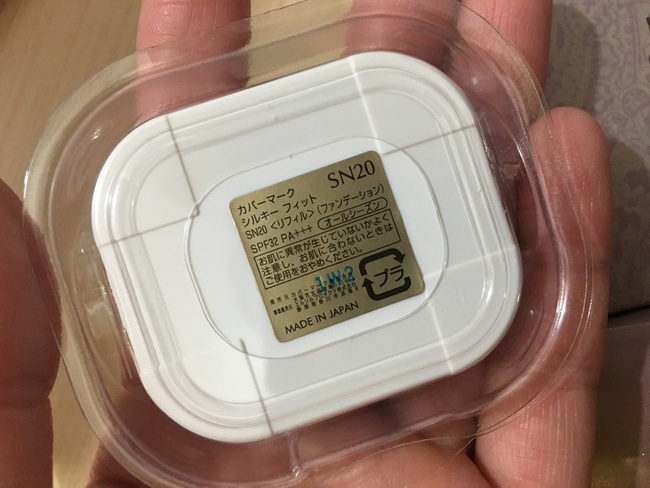 SN20
カバーマーク
シルキー フィット
SN20 <リフィル> (ファンデーション)
SPF32 PA+++ オールシーズン
お肌に異常が生じていないかよく
注意し、お肌に合わないときは
ご使用をおやめください。
1W2
プラ
発売元
MADE IN JAPAN